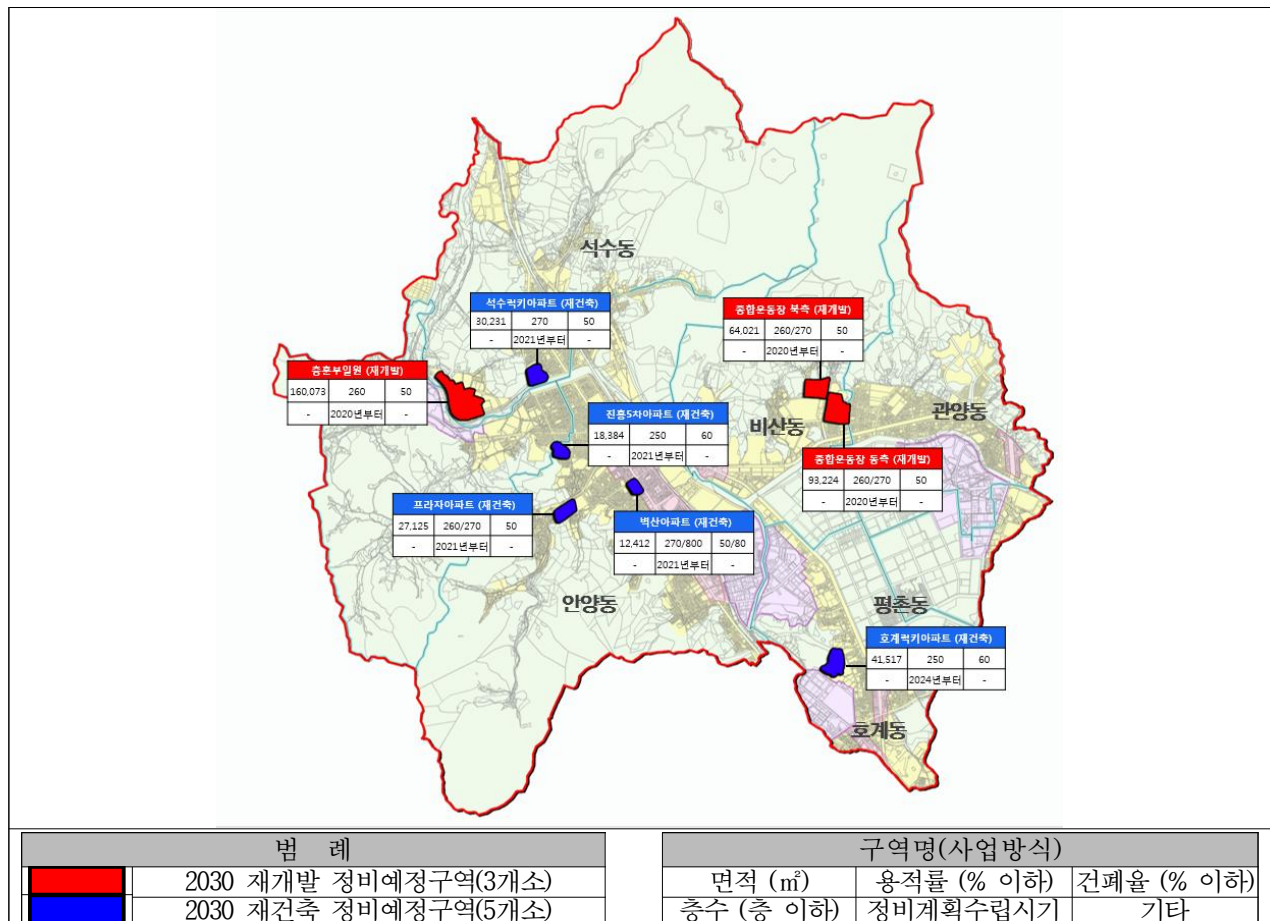 석수동
석수럭키아파트 (재건축)
30,231 270 50
- 2021년부터 -
종합운동장 북측 (재개발)
64,021 260/270 50
- 2020년부터 -
충훈부일원 (재개발)
160,073 260 50
- 2020년부터 -
진흥5차아파트 (재건축)
18,384 250 60
- 2021년부터 -
비산동
관양동
종합운동장 동측 (재개발)
93,224 260/270 50
- 2020년부터 -
프라자아파트 (재건축)
27,125 260/270 50
- 2021년부터 -
벽산아파트 (재건축)
12,412 270/800 50/80
- 2021년부터 -
안양동
평촌동
호계럭키아파트 (재건축)
41,517 250 60
- 2024년부터 -
호계동
범 례
2030 재개발 정비예정구역(3개소)
2030 재건축 정비예정구역(5개소)
구역명(사업방식)
면적 (㎡) 용적률 (% 이하) 건폐율 (% 이하)
층수 (층 이하) 정비계획수립시기 기타